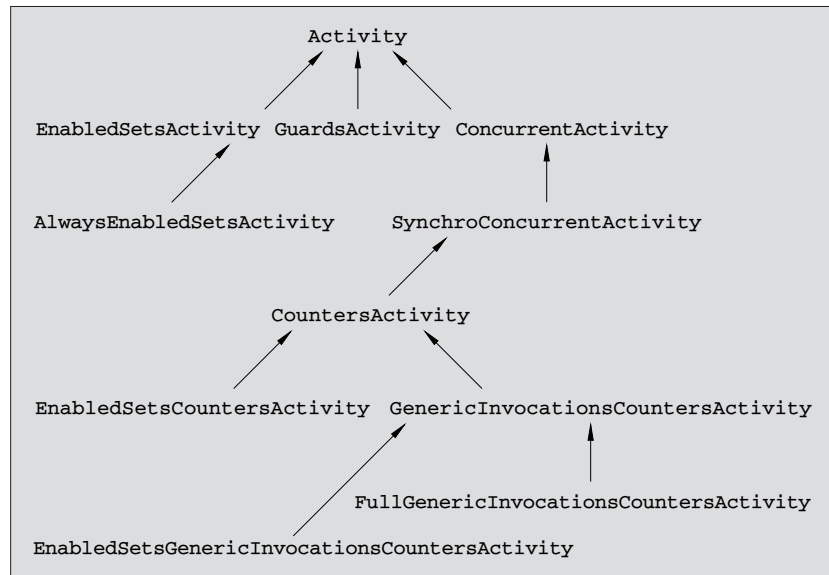 Activity
EnabledSetsActivity GuardsActivity ConcurrentActivity
AlwaysEnabledSetsActivity SynchroConcurrentActivity
CountersActivity
EnabledSetsCountersActivity GenericInvocationsCountersActivity
FullGenericInvocationsCountersActivity
EnabledSetsGenericInvocationsCountersActivity